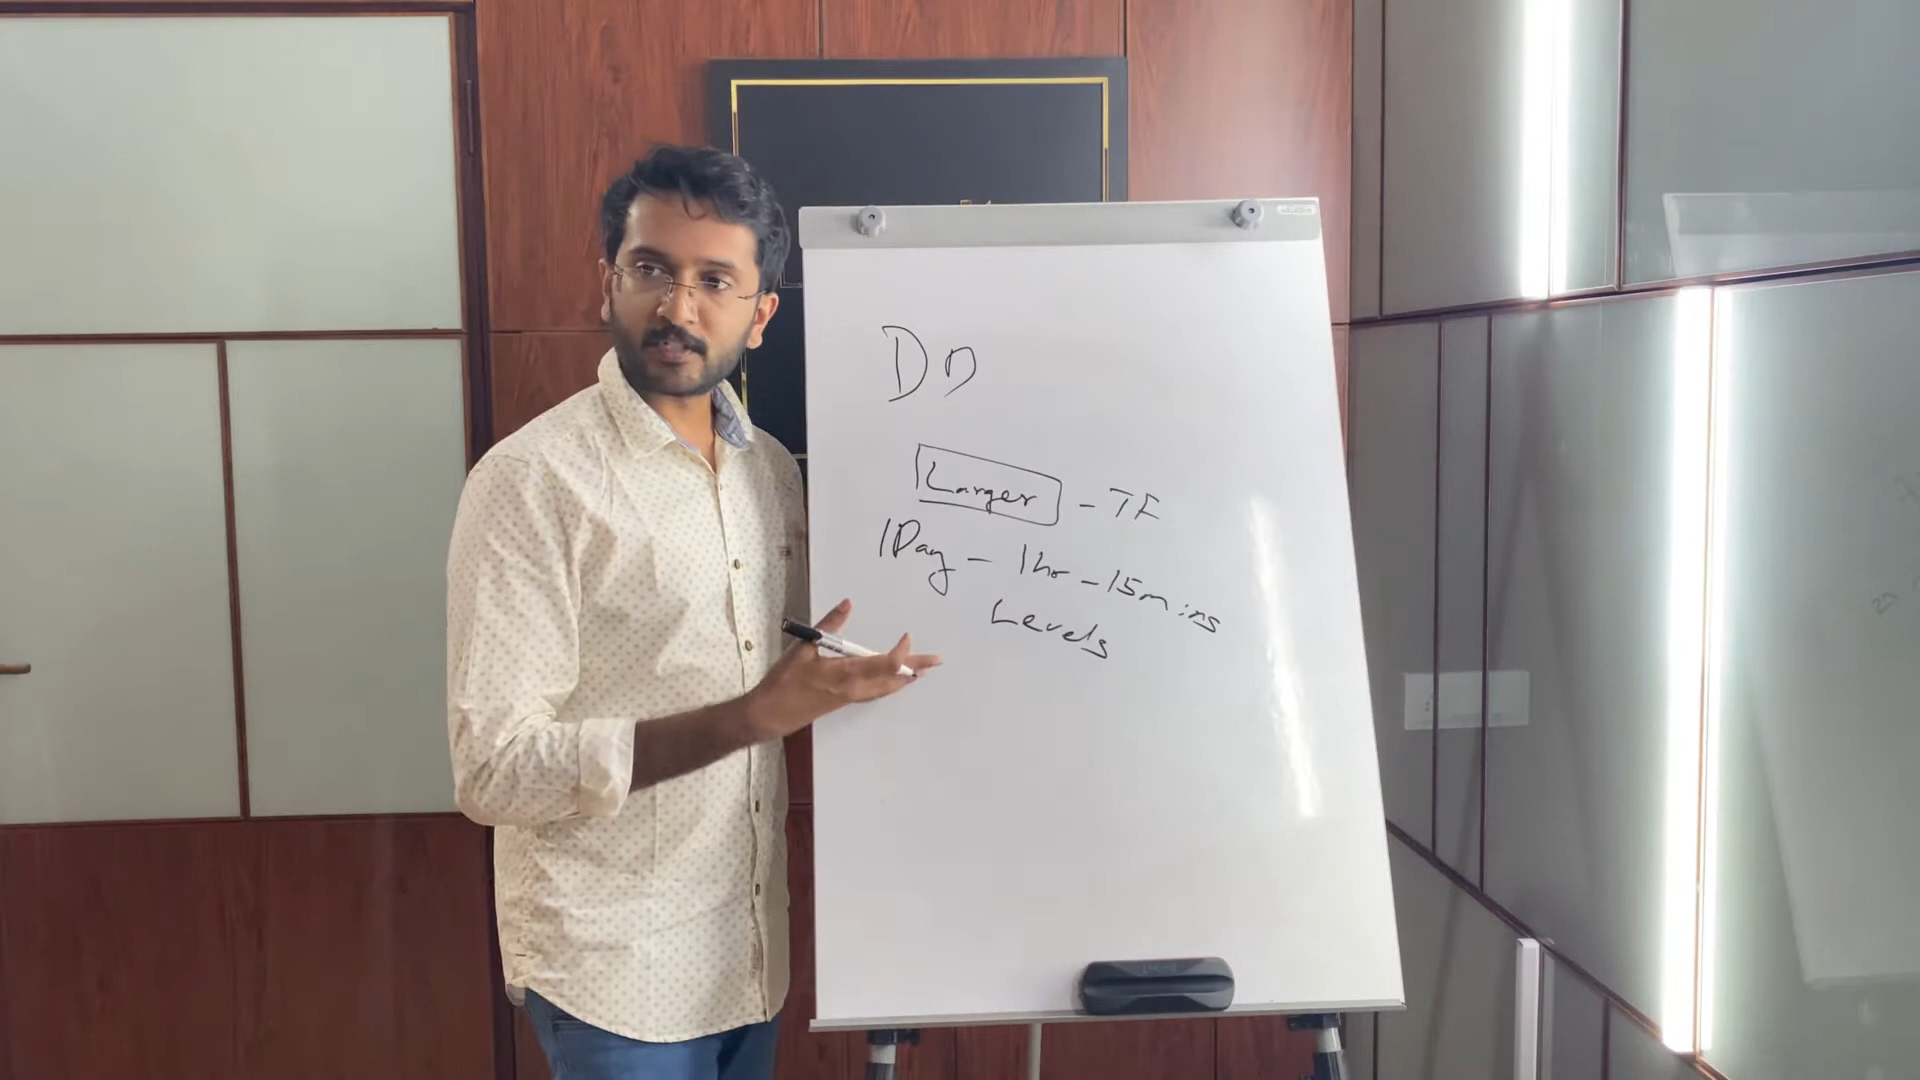 DD
Larger - TF
1Day - 1hr - 15mins
Levels